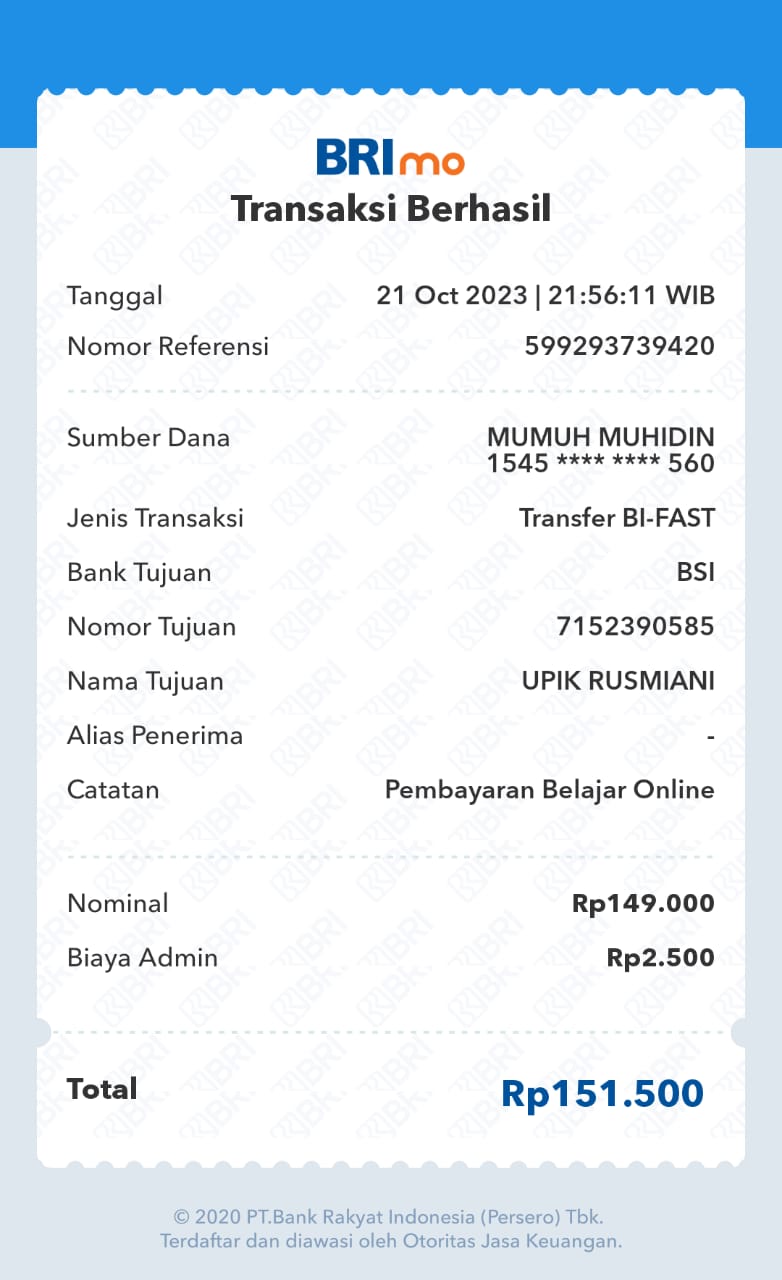 BRImo
Transaksi Berhasil
Tanggal 21 Oct 2023 | 21:56:11 WIB
Nomor Referensi 599293739420
Sumber Dana MUMUH MUHIDIN
1545 **** **** 560
Jenis Transaksi Transfer BI-FAST
Bank Tujuan BSI
Nomor Tujuan 7152390585
Nama Tujuan UPIK RUSMIANI
Alias Penerima -
Catatan Pembayaran Belajar Online
Nominal Rp149.000
Biaya Admin Rp2.500
Total Rp151.500
© 2020 PT.Bank Rakyat Indonesia (Persero) Tbk.
Terdaftar dan diawasi oleh Otoritas Jasa Keuangan.